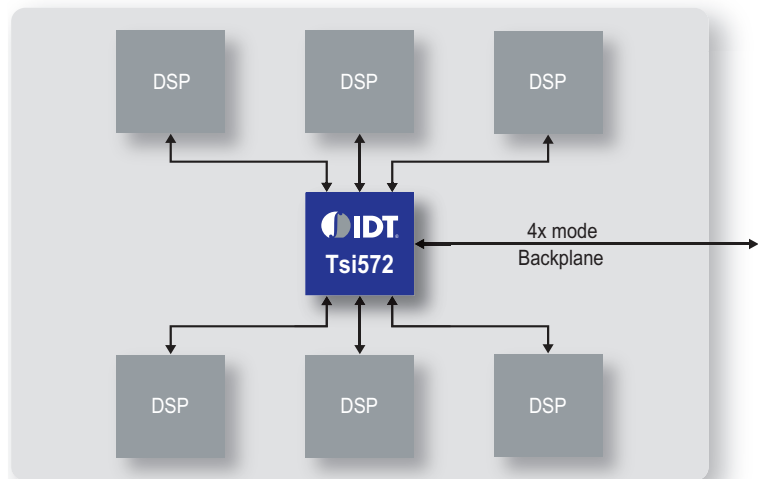 DSP
DSP
DSP
IDT
Tsi572
4x mode
Backplane
DSP
DSP
DSP